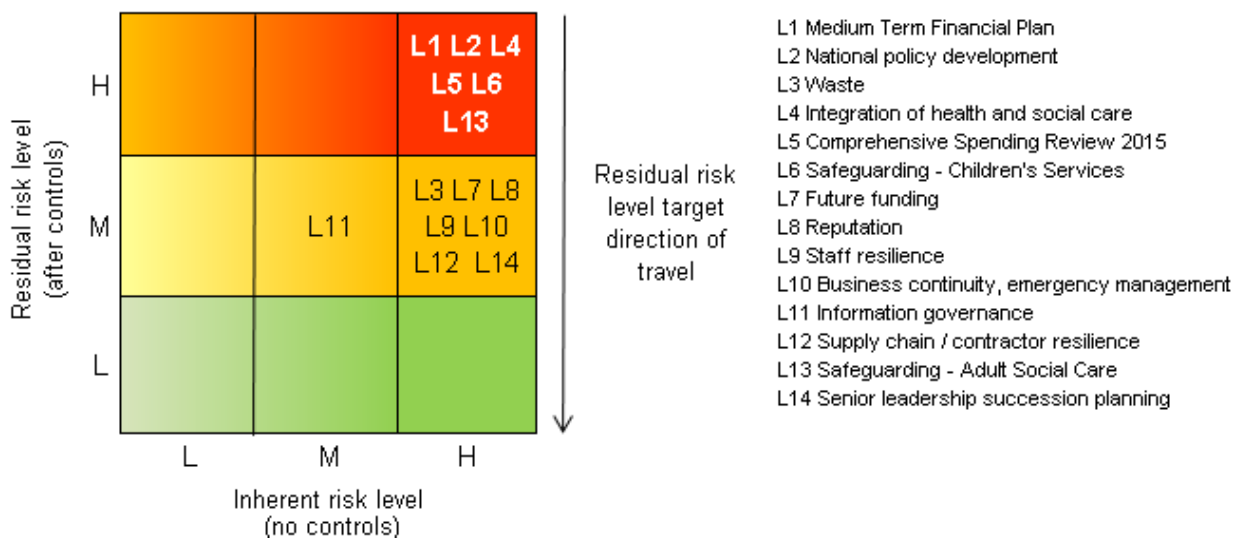 L1 L2 L4
L5 L6
L13
H
L3 L7 L8
L9 L10
L12 L14
L11
M
L
L
M
H
Residual risk level
(after controls)
Inherent risk level
(no controls)
Residual risk
level target
direction of
travel
L1 Medium Term Financial Plan
L2 National policy development
L3 Waste
L4 Integration of health and social care
L5 Comprehensive Spending Review 2015
L6 Safeguarding - Children's Services
L7 Future funding
L8 Reputation
L9 Staff resilience
L10 Business continuity, emergency management
L11 Information governance
L12 Supply chain / contractor resilience
L13 Safeguarding - Adult Social Care
L14 Senior leadership succession planning